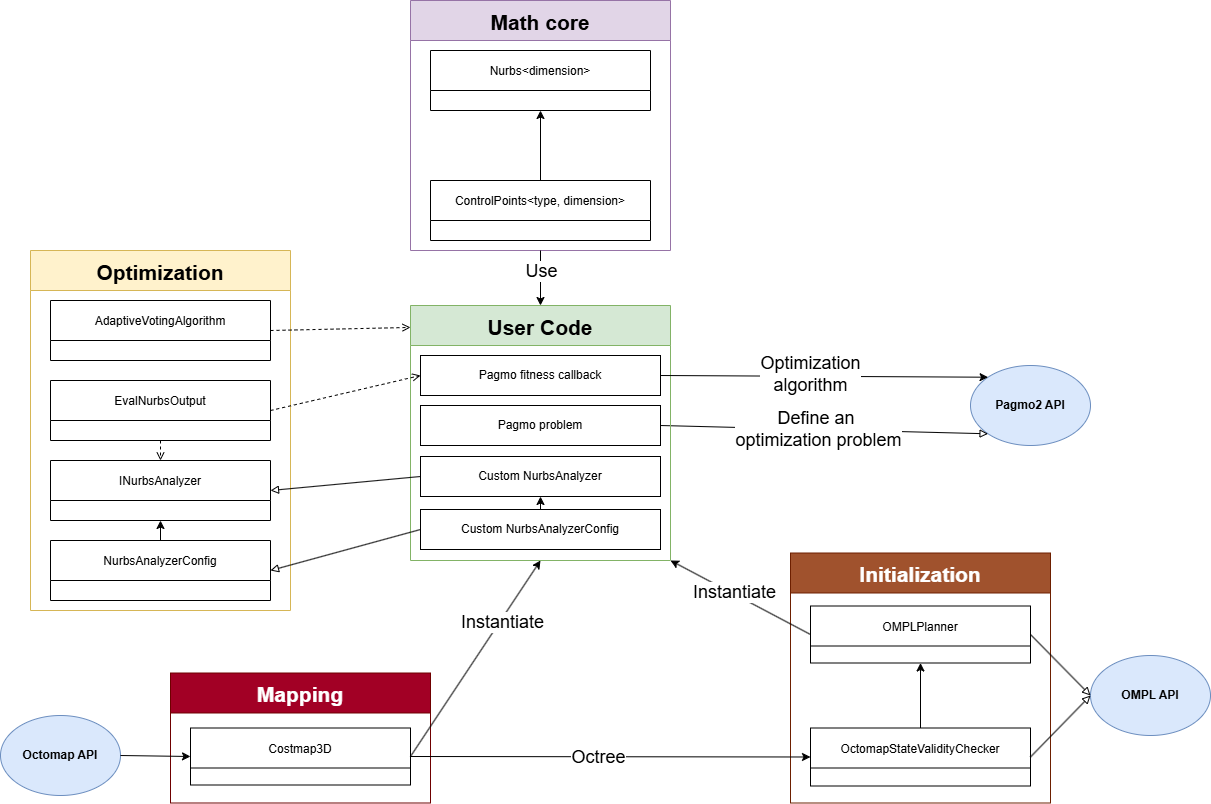 Math core
Nurbs<dimension>
ControlPoints<type, dimension>
Use
Optimization
AdaptiveVotingAlgorithm
EvalNurbsOutput
INurbsAnalyzer
NurbsAnalyzerConfig
User Code
Pagmo fitness callback
Pagmo problem
Custom NurbsAnalyzer
Custom NurbsAnalyzerConfig
Optimization
algorithm
Define an
optimization problem
Pagmo2 API
Instantiate
Instantiate
Initialization
OMPLPlanner
OctomapStateValidityChecker
OMPL API
Mapping
Costmap3D
Octomap API
Octree